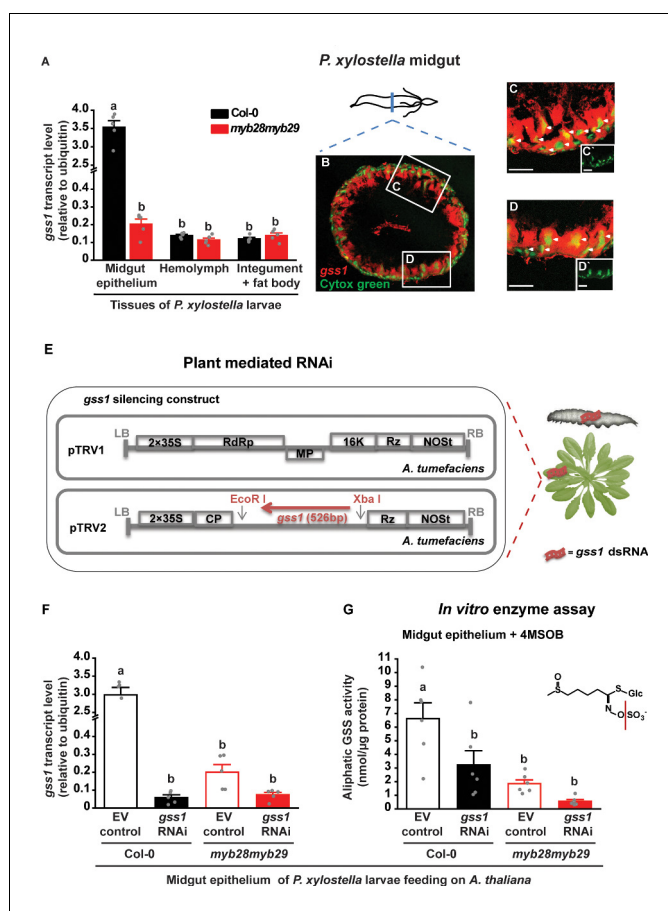 P. xylostella midgut
A
a
4.0
3.5
3.0
2.5
2.0
0.3
0.2
0.1
0
gss1 transcript level
(relative to ubiquitin)
Col-0
myb28myb29
b
b
b
b
b
Midgut
epithelium
Hemolymph
Integument
+ fat body
Tissues of P. xylostella larvae
B
C
D
gss1
Cytox green
C
C`
D
D`
E
Plant mediated RNAi
gss1 silencing construct
LB
RB
pTRV1
2×35S
RdRp
MP
16K
Rz
NOSt
A. tumefaciens
EcoR I
Xba I
LB
RB
pTRV2
2×35S
CP
gss1 (526bp)
Rz
NOSt
A. tumefaciens
= gss1 dsRNA
F
a
4.0
3.5
3.0
2.5
2.0
0.3
0.2
0.1
0
gss1 transcript level
(relative to ubiquitin)
b
b
b
EV
control
gss1
RNAi
EV
control
gss1
RNAi
Col-0
myb28myb29
G
In vitro enzyme assay
Midgut epithelium + 4MSOB
11
10
9
8
7
6
5
4
3
2
1
0
Aliphatic GSS activity
(nmol/µg protein)
a
b
b
b
O
S
S
Glc
N
O
SO3-
EV
control
gss1
RNAi
EV
control
gss1
RNAi
Col-0
myb28myb29
Midgut epithelium of P. xylostella larvae feeding on A. thaliana